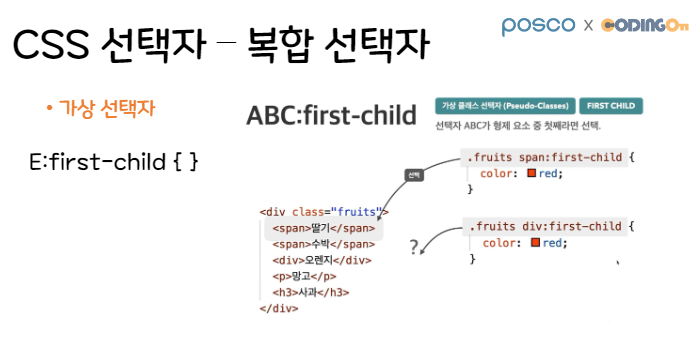 posco x CODINGOn
CSS 선택자 – 복합 선택자
• 가상 선택자
E:first-child { }
ABC:first-child
가상 클래스 선택자 (Pseudo-Classes)
FIRST CHILD
선택자 ABC가 형제 요소 중 첫째라면 선택.
.fruits span:first-child {
color: red;
}
선택
<div class="fruits">
<span>딸기</span>
<span>수박</span>
<div>오렌지</div>
<p>망고</p>
<h3>사과</h3>
</div>
.fruits div:first-child {
color: red;
}
?